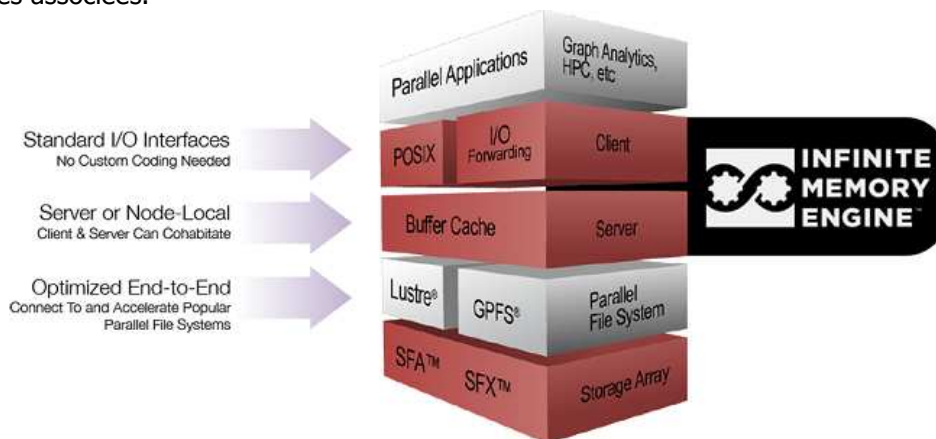 es associées.
Parallel Applications
Graph Analytics,
HPC, etc
Standard I/O Interfaces
No Custom Coding Needed
POSIX
I/O
Forwarding
Client
INFINITE
MEMORY
ENGINE™
Server or Node-Local
Client & Server Can Cohabitate
Buffer Cache
Server
Optimized End-to-End
Connect To and Accelerate Popular
Parallel File Systems
Lustre®
GPFS®
Parallel
File System
SFA™
SFX™
Storage Array